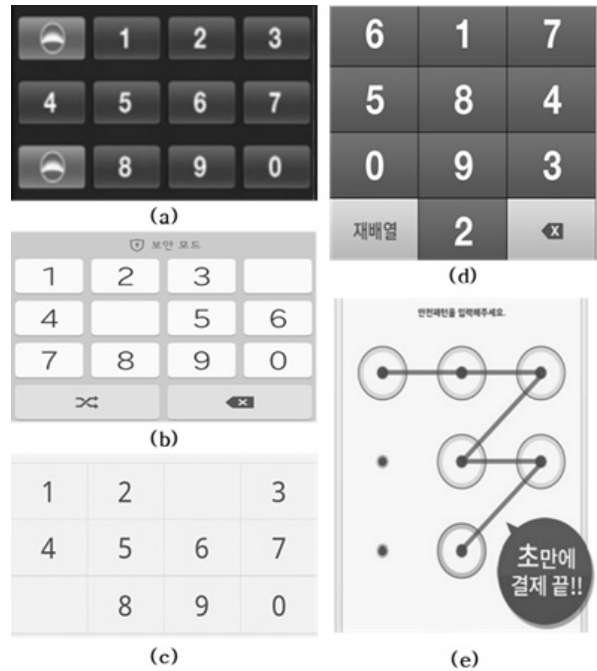 1 2 3
4 5 6 7
8 9 0
(a)
보안 모드
1 2 3
4 5 6
7 8 9 0
(b)
1 2 3
4 5 6 7
8 9 0
(c)
6 1 7
5 8 4
0 9 3
재배열 2
(d)
안전패턴을 입력해주세요.
초만에
결제 끝!!
(e)